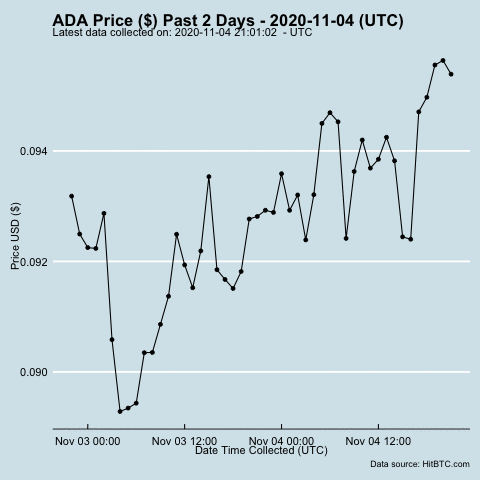 ADA Price ($) Past 2 Days - 2020-11-04 (UTC)
Latest data collected on: 2020-11-04 21:01:02  - UTC
Price USD ($)
0.094
0.092
0.090
Nov 03 00:00 Nov 03 12:00 Nov 04 00:00 Nov 04 12:00
Date Time Collected (UTC)
Data source: HitBTC.com